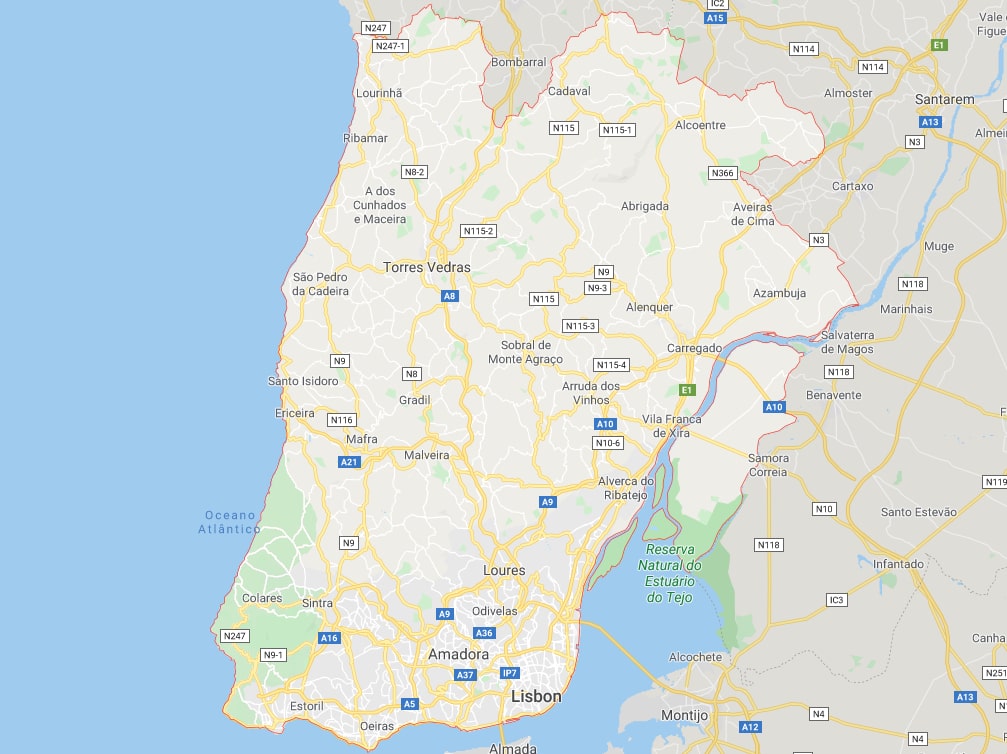 IC2
A15
Vale
Figue
N247
N247-1
E1
N114
Bombarral
N114
Cadaval
Lourinhã
Almoster
Santarem
N115
N115-1
Alcoentre
A13
Almei
Ribamar
N3
N8-2
N366
A dos
Cunhados
e Maceira
Cartaxo
Abrigada
Aveiras
de Cima
N115-2
N3
Muge
Torres Vedras
N9
São Pedro
da Cadeira
N9-3
N118
A8
N115
Azambuja
Alenquer
Marinhais
N115-3
Salvaterra
de Magos
Sobral de
Monte Agraço
Carregado
N9
N115-4
N8
N118
Santo Isidoro
Arruda dos
Vinhos
E1
Benavente
Gradil
A10
Ericeira
N116
A10
Vila Franca
de Xira
Mafra
N10-6
Malveira
A21
Samora
Correia
Alverca do
Ribatejo
N119
A9
N10
Oceano
Atlântico
Santo Estevão
N9
N118
Reserva
Natural do
Estuário
do Tejo
Loures
Infantado
Colares
Sintra
IC3
A9
Odivelas
N247
A16
A36
Canha
N9-1
Amadora
Alcochete
A37
IP7
N251
Estoril
A5
Lisbon
A13
Oeiras
Montijo
N4
A12
N4
Almada